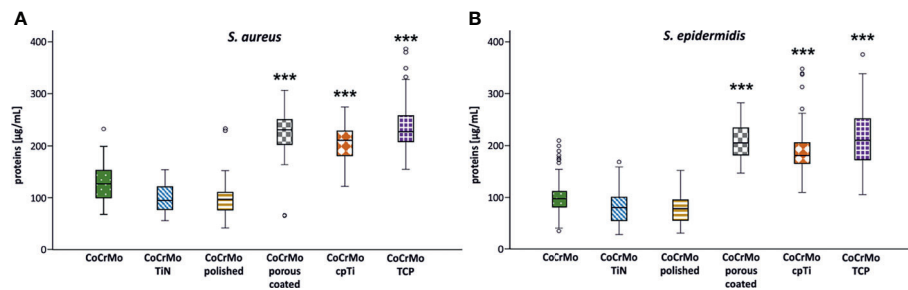 A
S. aureus
proteins [µg/mL]
400
300
200
100
0
***
***
***
CoCrMo
CoCrMo
TiN
CoCrMo
polished
CoCrMo
porous
coated
CoCrMo
cpTi
CoCrMo
TCP
B
S. epidermidis
proteins [µg/mL]
400
300
200
100
0
***
***
***
CoCrMo
CoCrMo
TiN
CoCrMo
polished
CoCrMo
porous
coated
CoCrMo
cpTi
CoCrMo
TCP